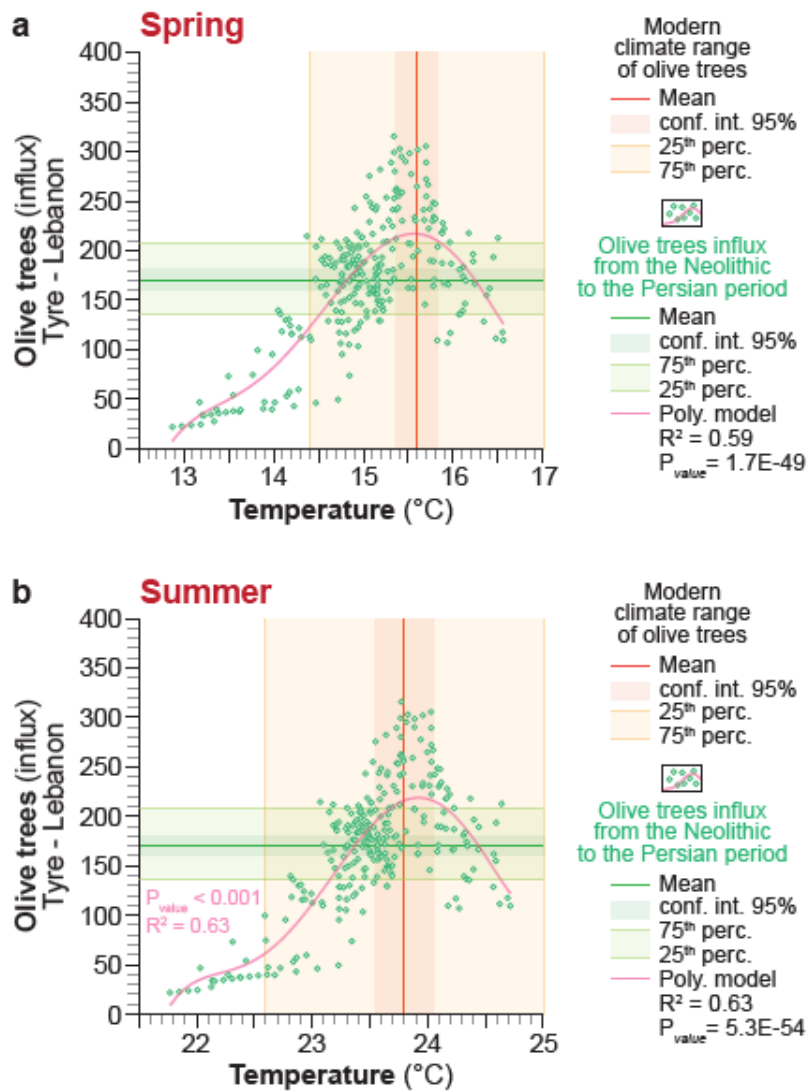 a Spring
400
350
300
250
200
150
100
50
0
Olive trees (influx)
Tyre - Lebanon
13 14 15 16 17
Temperature (°C)
Modern
climate range
of olive trees
Mean
conf. int. 95%
25th perc.
75th perc.
Olive trees influx
from the Neolithic
to the Persian period
Mean
conf. int. 95%
75th perc.
25th perc.
Poly. model
R² = 0.59
Pvalue= 1.7E-49
b Summer
400
350
300
250
200
150
100
50
0
Olive trees (influx)
Tyre - Lebanon
Pvalue < 0.001
R² = 0.63
22 23 24 25
Temperature (°C)
Modern
climate range
of olive trees
Mean
conf. int. 95%
25th perc.
75th perc.
Olive trees influx
from the Neolithic
to the Persian period
Mean
conf. int. 95%
75th perc.
25th perc.
Poly. model
R² = 0.63
Pvalue = 5.3E-54